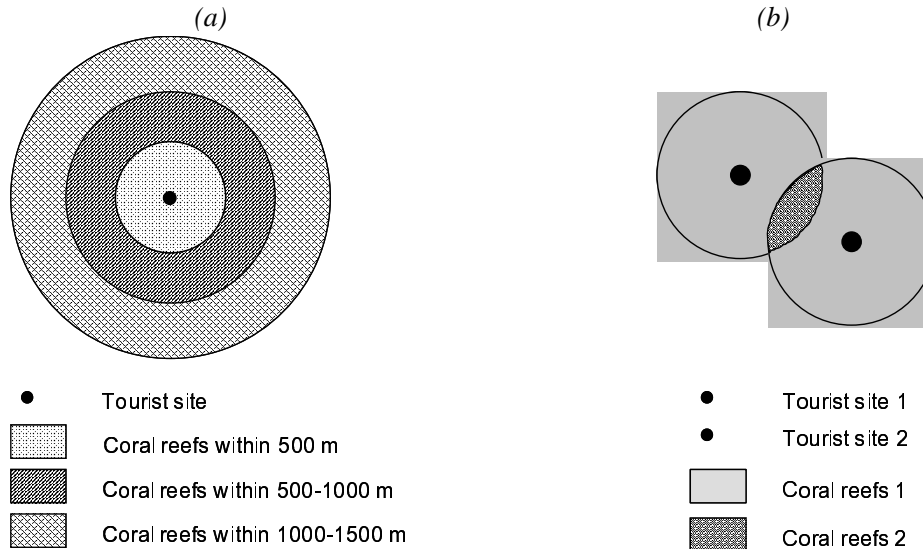 (a)
(b)
Tourist site
Coral reefs within 500 m
Coral reefs within 500-1000 m
Coral reefs within 1000-1500 m
Tourist site 1
Tourist site 2
Coral reefs 1
Coral reefs 2